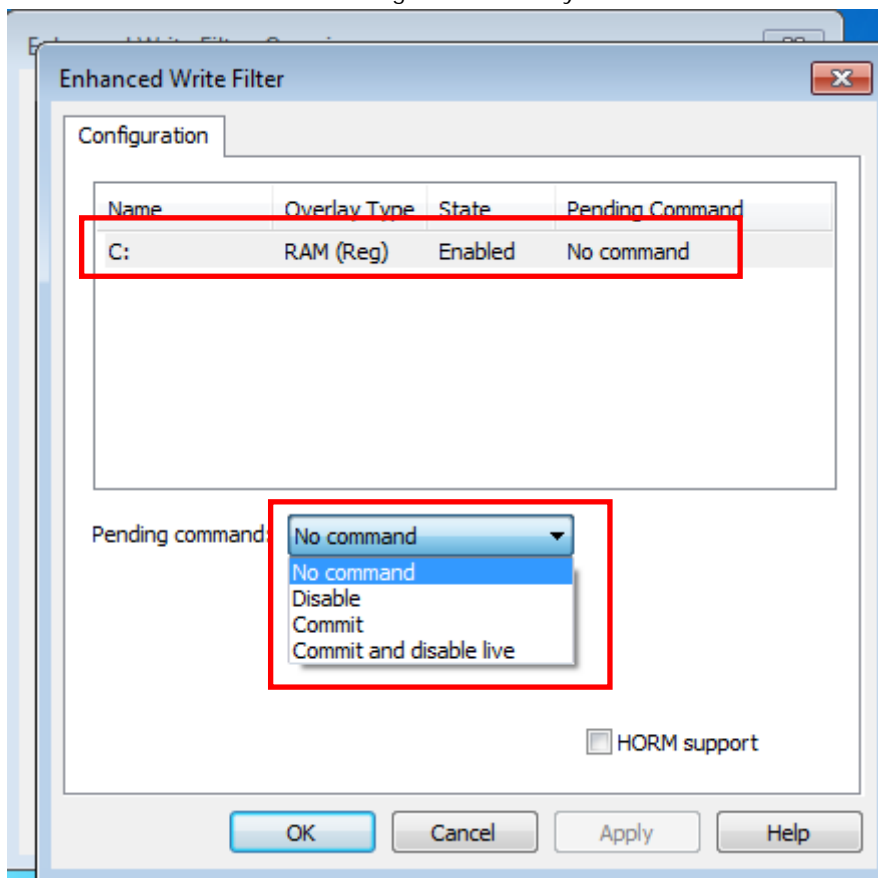 Enhanced Write Filter
Configuration
Name Overlay Type State Pending Command
C: RAM (Reg) Enabled No command
Pending command: No command
No command
Disable
Commit
Commit and disable live
HORM support
OK Cancel Apply Help